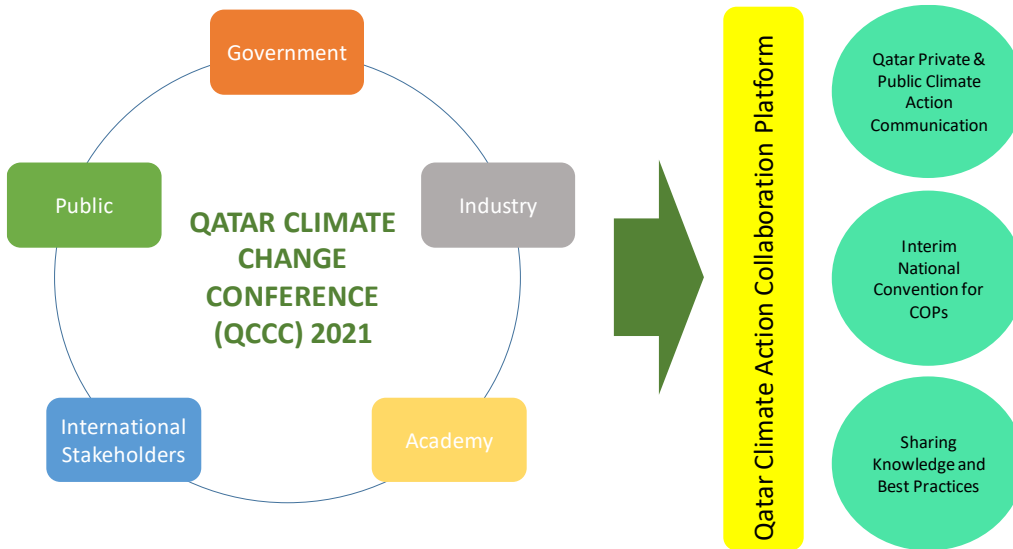 Government
Public
Industry
QATAR CLIMATE
CHANGE
CONFERENCE
(QCCC) 2021
International
Stakeholders
Academy
Qatar Climate Action Collaboration Platform
Qatar Private &
Public Climate
Action
Communication
Interim
National
Convention for
COPs
Sharing
Knowledge and
Best Practices